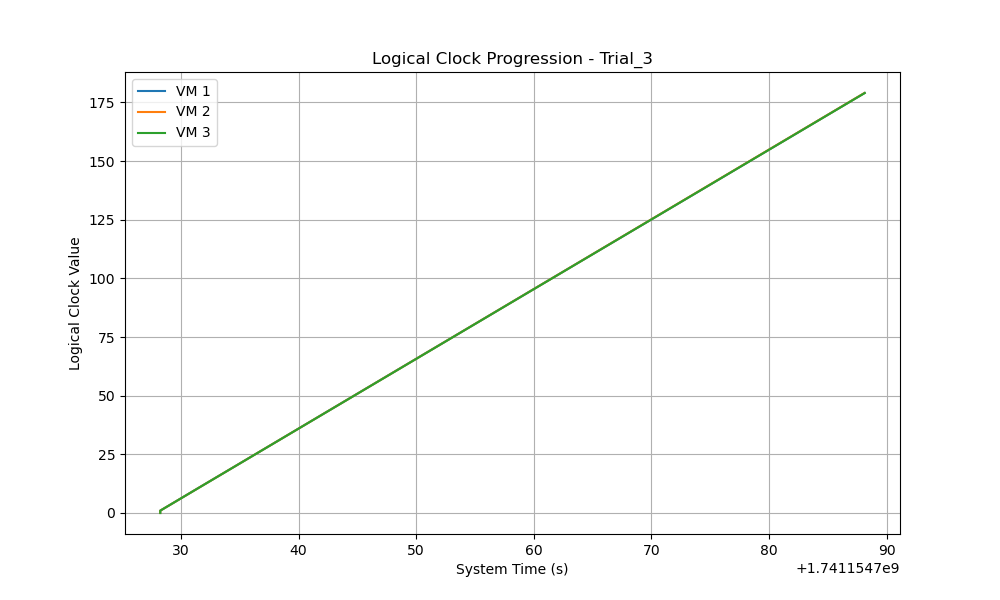 Logical Clock Progression - Trial_3
VM 1
VM 2
VM 3
Logical Clock Value
175
150
125
100
75
50
25
0
30 40 50 60 70 80 90
System Time (s)
+1.7411547e9